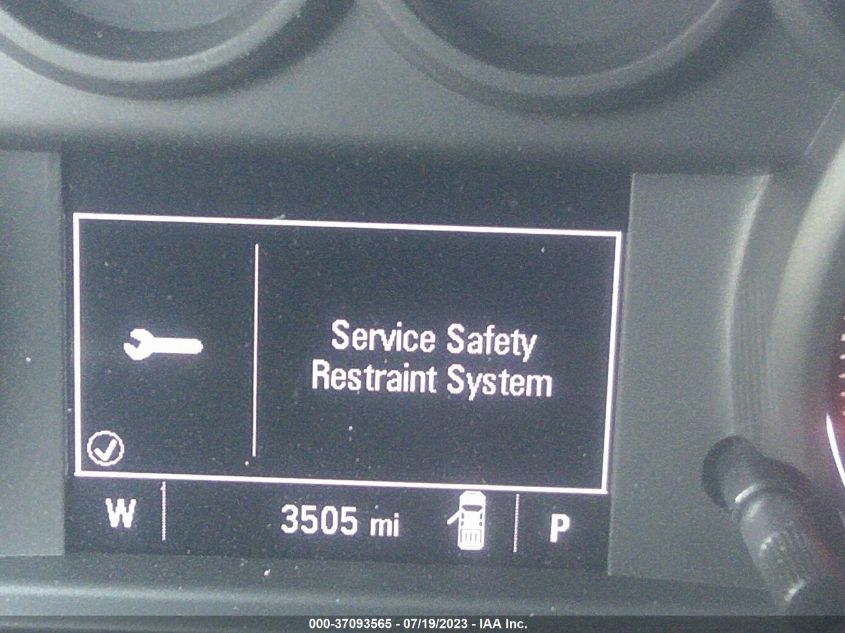 Service Safety
Restraint System
W 3505 mi P
000-37093565 - 07/19/2023 - IAA Inc.